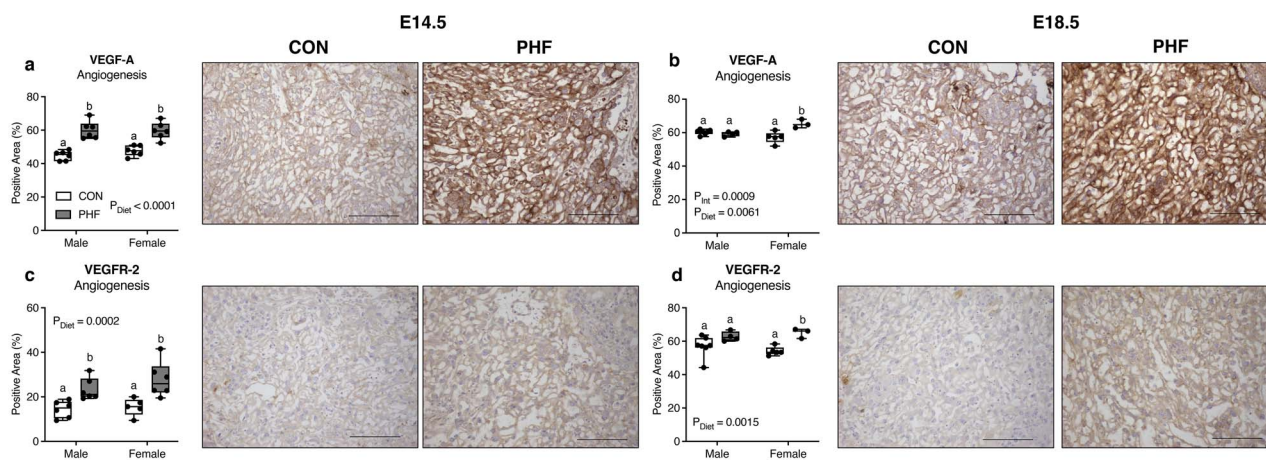 E14.5
E18.5
CON
PHF
CON
PHF
a
VEGF-A
Angiogenesis
80
60
40
20
0
Positive Area (%)
a
b
a
b
CON
PHF
P_Diet < 0.0001
Male
Female
b
VEGF-A
Angiogenesis
80
60
40
20
0
Positive Area (%)
a
a
a
b
P_Int = 0.0009
P_Diet = 0.0061
Male
Female
c
VEGFR-2
Angiogenesis
60
40
20
0
Positive Area (%)
P_Diet = 0.0002
a
b
a
b
Male
Female
d
VEGFR-2
Angiogenesis
80
60
40
20
0
Positive Area (%)
a
a
a
b
P_Diet = 0.0015
Male
Female